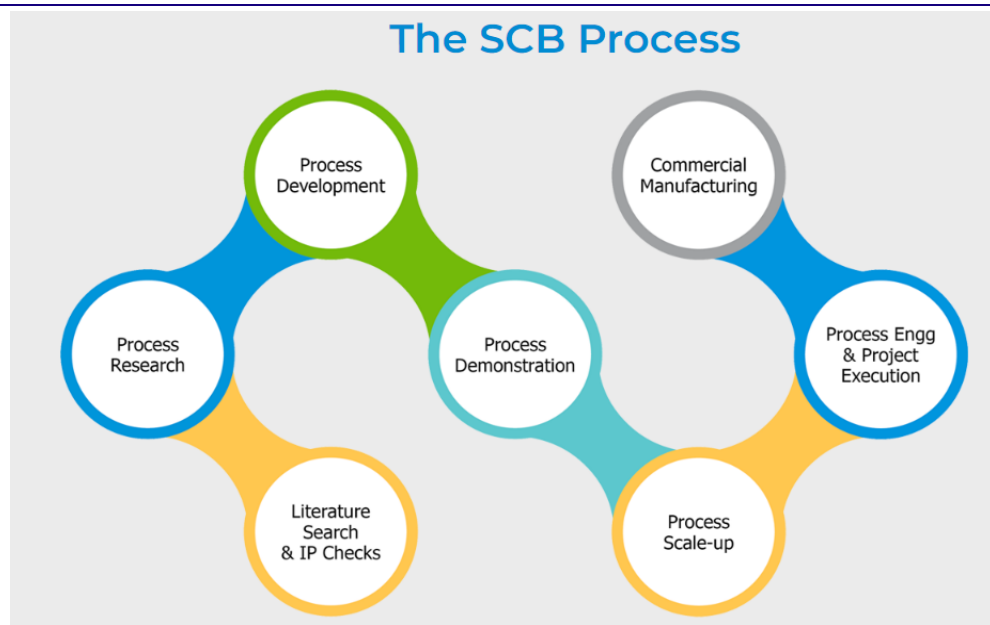 The SCB Process
Process
Development
Commercial
Manufacturing
Process
Research
Process
Demonstration
Process Engg
& Project
Execution
Literature
Search
& IP Checks
Process
Scale-up